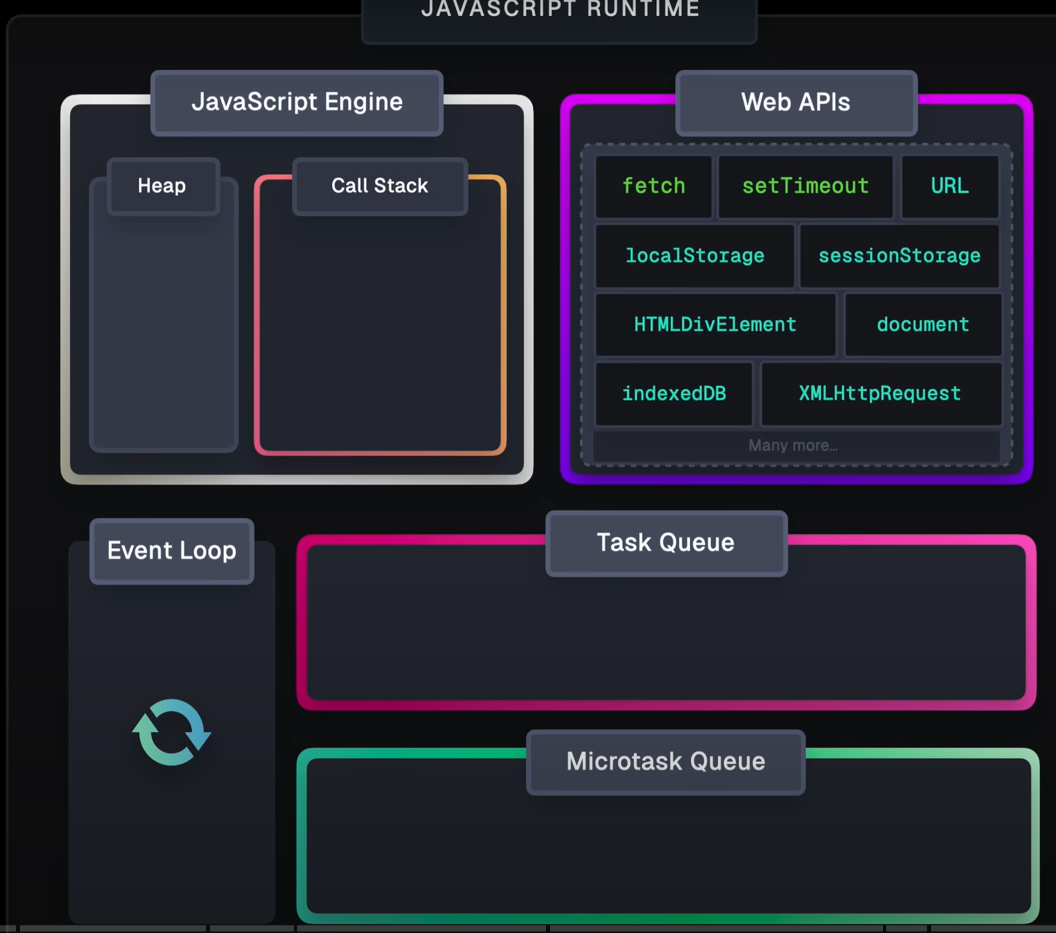 JAVASCRIPT RUNTIME
JavaScript Engine
Web APIs
Heap
Call Stack
fetch
setTimeout
URL
localStorage
sessionStorage
HTMLDivElement
document
indexedDB
XMLHttpRequest
Many more...
Event Loop
Task Queue
Microtask Queue